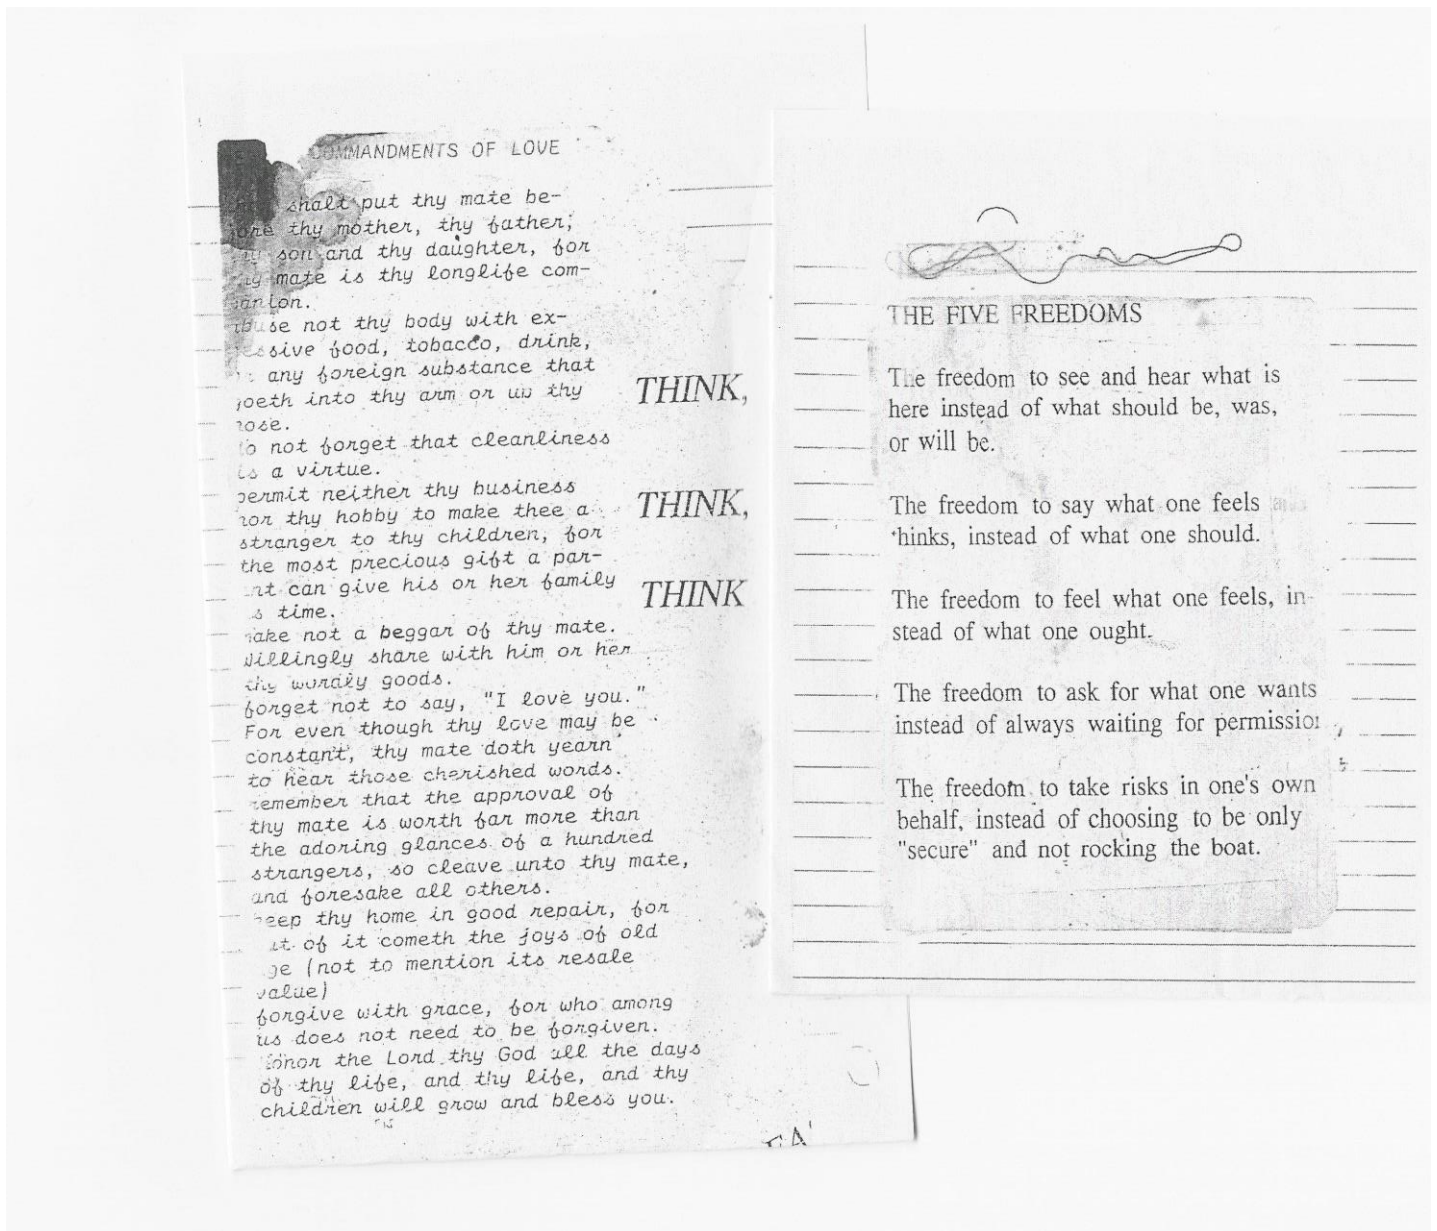 COMMANDMENTS OF LOVE
shalt put thy mate be-
fore thy mother, thy father,
thy son and thy daughter, for
thy mate is thy longlife com-
panion.
Abuse not thy body with ex-
cessive food, tobacco, drink,
any foreign substance that
goeth into thy arm or up thy
nose.
Do not forget that cleanliness
is a virtue.
permit neither thy business
nor thy hobby to make thee a
stranger to thy children, for
the most precious gift a par-
ent can give his or her family
is time.
make not a beggar of thy mate.
Willingly share with him or her
thy wordly goods.
forget not to say, "I love you."
For even though thy love may be
constant, thy mate doth yearn
to hear those cherished words.
remember that the approval of
thy mate is worth far more than
the adoring glances of a hundred
strangers, so cleave unto thy mate,
and foresake all others.
keep thy home in good repair, for
out of it cometh the joys of old
age (not to mention its resale
value)
forgive with grace, for who among
us does not need to be forgiven.
Honor the Lord thy God all the days
of thy life, and thy life, and thy
children will grow and bless you.
THINK,
THINK,
THINK
THE FIVE FREEDOMS
The freedom to see and hear what is
here instead of what should be, was,
or will be.
The freedom to say what one feels and
thinks, instead of what one should.
The freedom to feel what one feels, in-
stead of what one ought.
The freedom to ask for what one wants
instead of always waiting for permission
The freedom to take risks in one's own
behalf, instead of choosing to be only
"secure" and not rocking the boat.